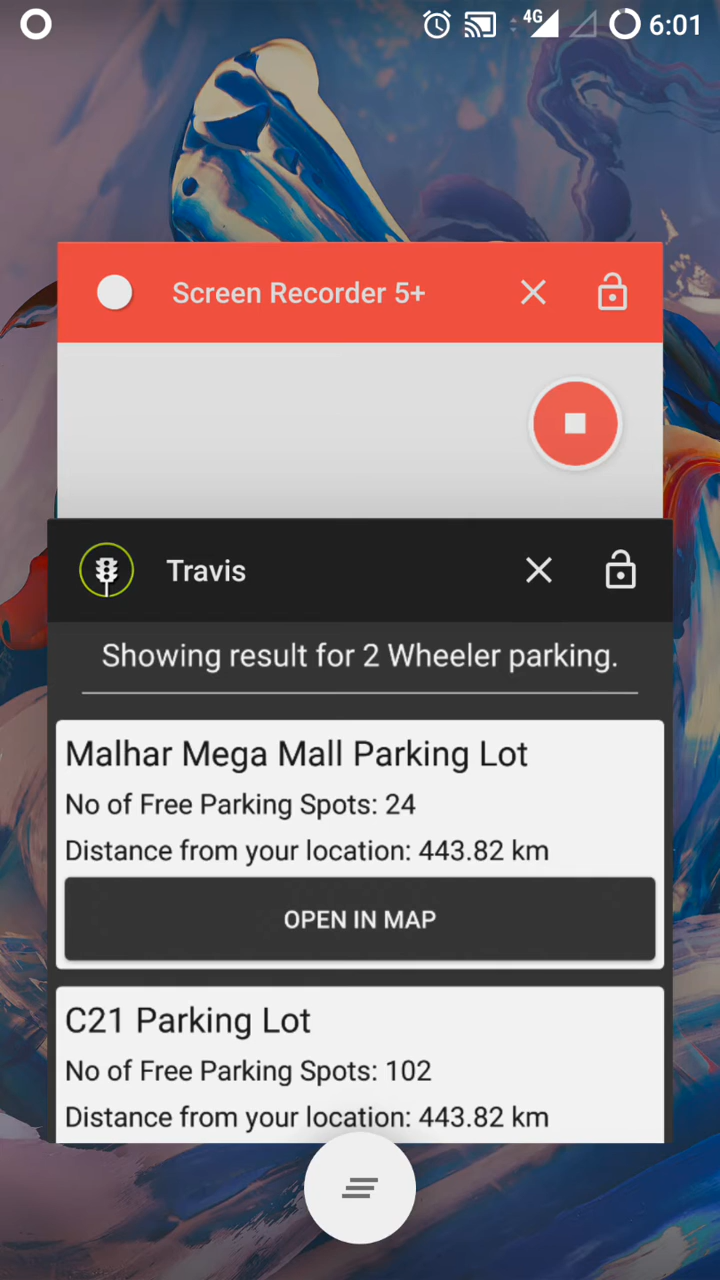 4G 6:01
Screen Recorder 5+
Travis
Showing result for 2 Wheeler parking.
Malhar Mega Mall Parking Lot
No of Free Parking Spots: 24
Distance from your location: 443.82 km
OPEN IN MAP
C21 Parking Lot
No of Free Parking Spots: 102
Distance from your location: 443.82 km